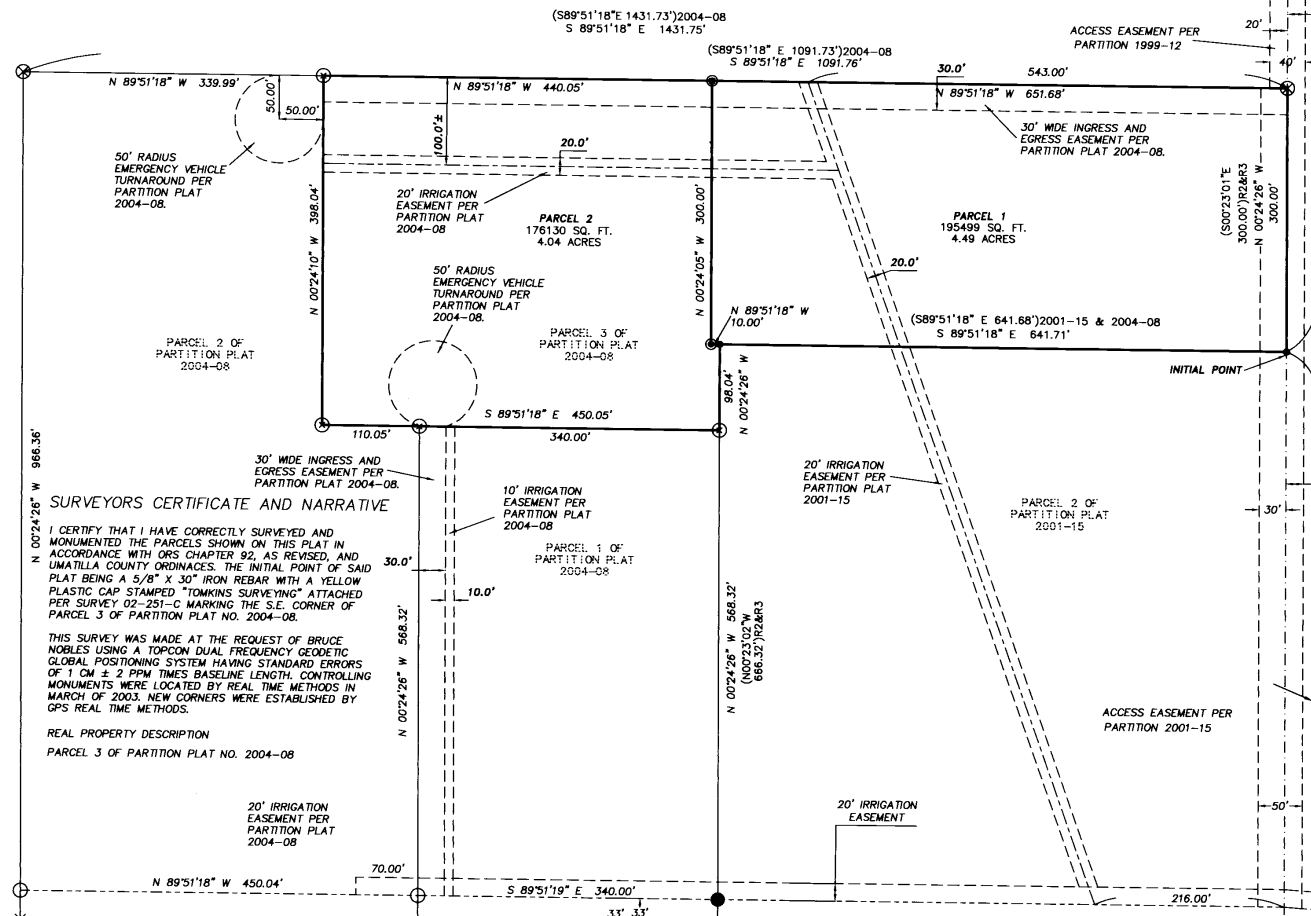 (S89°51'18"E 1431.73')2004-08
S 89°51'18" E 1431.75'
20'
ACCESS EASEMENT PER
PARTITION 1999-12
40'
(S89°51'18" E 1091.73')2004-08
S 89°51'18" E 1091.76'
30.0'
543.00'
N 89°51'18" W 339.99'
N 89°51'18" W 440.05'
N 89°51'18" W 651.68'
50.00'
50.00'
100.0'±
20.0'
30' WIDE INGRESS AND
EGRESS EASEMENT PER
PARTITION PLAT 2004-08.
50' RADIUS
EMERGENCY VEHICLE
TURNAROUND PER
PARTITION PLAT
2004-08.
20' IRRIGATION
EASEMENT PER
PARTITION PLAT
2004-08
PARCEL 2
176130 SQ. FT.
4.04 ACRES
PARCEL 1
195499 SQ. FT.
4.49 ACRES
N 00°24'10" W 398.04'
N 00°24'05" W 300.00'
(S00°23'01"E
300.00')R2&R3
N 00°24'26" W
300.00'
50' RADIUS
EMERGENCY VEHICLE
TURNAROUND PER
PARTITION PLAT
2004-08.
20.0'
N 89°51'18" W
10.00'
(S89°51'18" E 641.68')2001-15 & 2004-08
S 89°51'18" E 641.71'
PARCEL 2 OF
PARTITION PLAT
2004-08
PARCEL 3 OF
PARTITION PLAT
2004-08
INITIAL POINT
98.04'
N 00°24'26" W
S 89°51'18" E 450.05'
110.05'
340.00'
N 00°24'26" W 966.36'
30' WIDE INGRESS AND
EGRESS EASEMENT PER
PARTITION PLAT 2004-08.
20' IRRIGATION
EASEMENT PER
PARTITION PLAT
2001-15
10' IRRIGATION
EASEMENT PER
PARTITION PLAT
2004-08
SURVEYORS CERTIFICATE AND NARRATIVE
I CERTIFY THAT I HAVE CORRECTLY SURVEYED AND
MONUMENTED THE PARCELS SHOWN ON THIS PLAT IN
ACCORDANCE WITH ORS CHAPTER 92, AS REVISED, AND
UMATILLA COUNTY ORDINACES. THE INITIAL POINT OF SAID
PLAT BEING A 5/8" X 30" IRON REBAR WITH A YELLOW
PLASTIC CAP STAMPED "TOMKINS SURVEYING" ATTACHED
PER SURVEY 02-251-C MARKING THE S.E. CORNER OF
PARCEL 3 OF PARTITION PLAT NO. 2004-08.
PARCEL 2 OF
PARTITION PLAT
2001-15
30'
PARCEL 1 OF
PARTITION PLAT
2004-08
30.0'
10.0'
N 00°24'26" W 568.32'
N 00°24'26" W 568.32'
(N00°23'02"W
666.32')R2&R3
THIS SURVEY WAS MADE AT THE REQUEST OF BRUCE
NOBLES USING A TOPCON DUAL FREQUENCY GEODETIC
GLOBAL POSITIONING SYSTEM HAVING STANDARD ERRORS
OF 1 CM ± 2 PPM TIMES BASELINE LENGTH. CONTROLLING
MONUMENTS WERE LOCATED BY REAL TIME METHODS IN
MARCH OF 2003. NEW CORNERS WERE ESTABLISHED BY
GPS REAL TIME METHODS.
REAL PROPERTY DESCRIPTION
PARCEL 3 OF PARTITION PLAT NO. 2004-08
ACCESS EASEMENT PER
PARTITION 2001-15
20' IRRIGATION
EASEMENT PER
PARTITION PLAT
2004-08
20' IRRIGATION
EASEMENT
50'
70.00'
N 89°51'18" W 450.04'
S 89°51'19" E 340.00'
216.00'
33' 33'